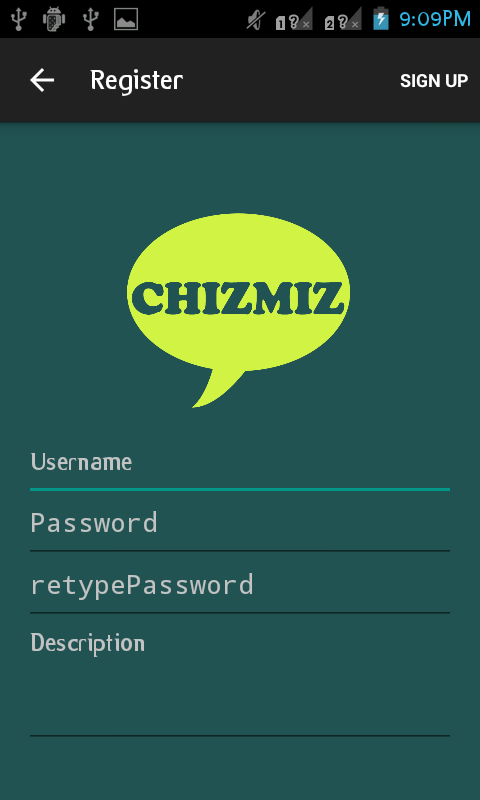 9:09PM
Register
SIGN UP
CHIZMIZ
Username
Password
retypePassword
Description